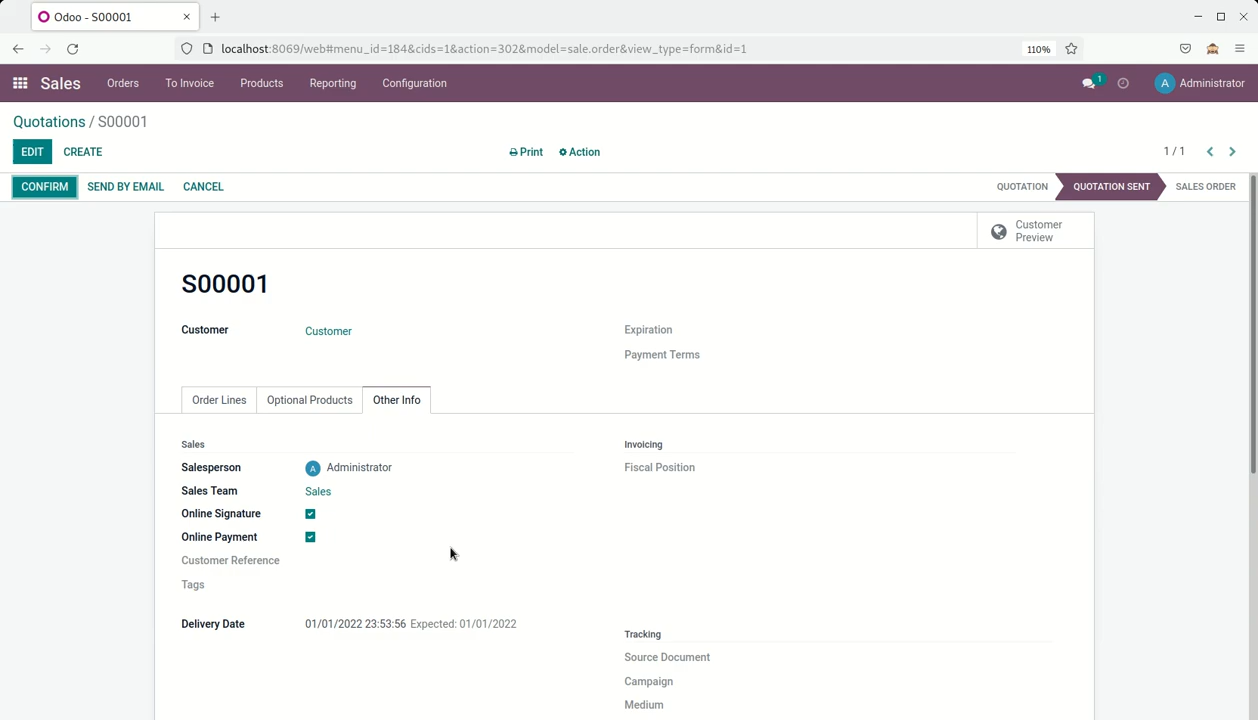 Odoo - S00001
localhost:8069/web#menu_id=184&cids=1&action=302&model=sale.order&view_type=form&id=1
110%
Sales Orders To Invoice Products Reporting Configuration 1 A Administrator
Quotations / S00001
EDIT CREATE Print Action 1 / 1
CONFIRM SEND BY EMAIL CANCEL QUOTATION QUOTATION SENT SALES ORDER
Customer
Preview
S00001
Customer Customer Expiration
Payment Terms
Order Lines Optional Products Other Info
Sales Invoicing
Salesperson A Administrator Fiscal Position
Sales Team Sales
Online Signature
Online Payment
Customer Reference
Tags
Delivery Date 01/01/2022 23:53:56 Expected: 01/01/2022
Tracking
Source Document
Campaign
Medium